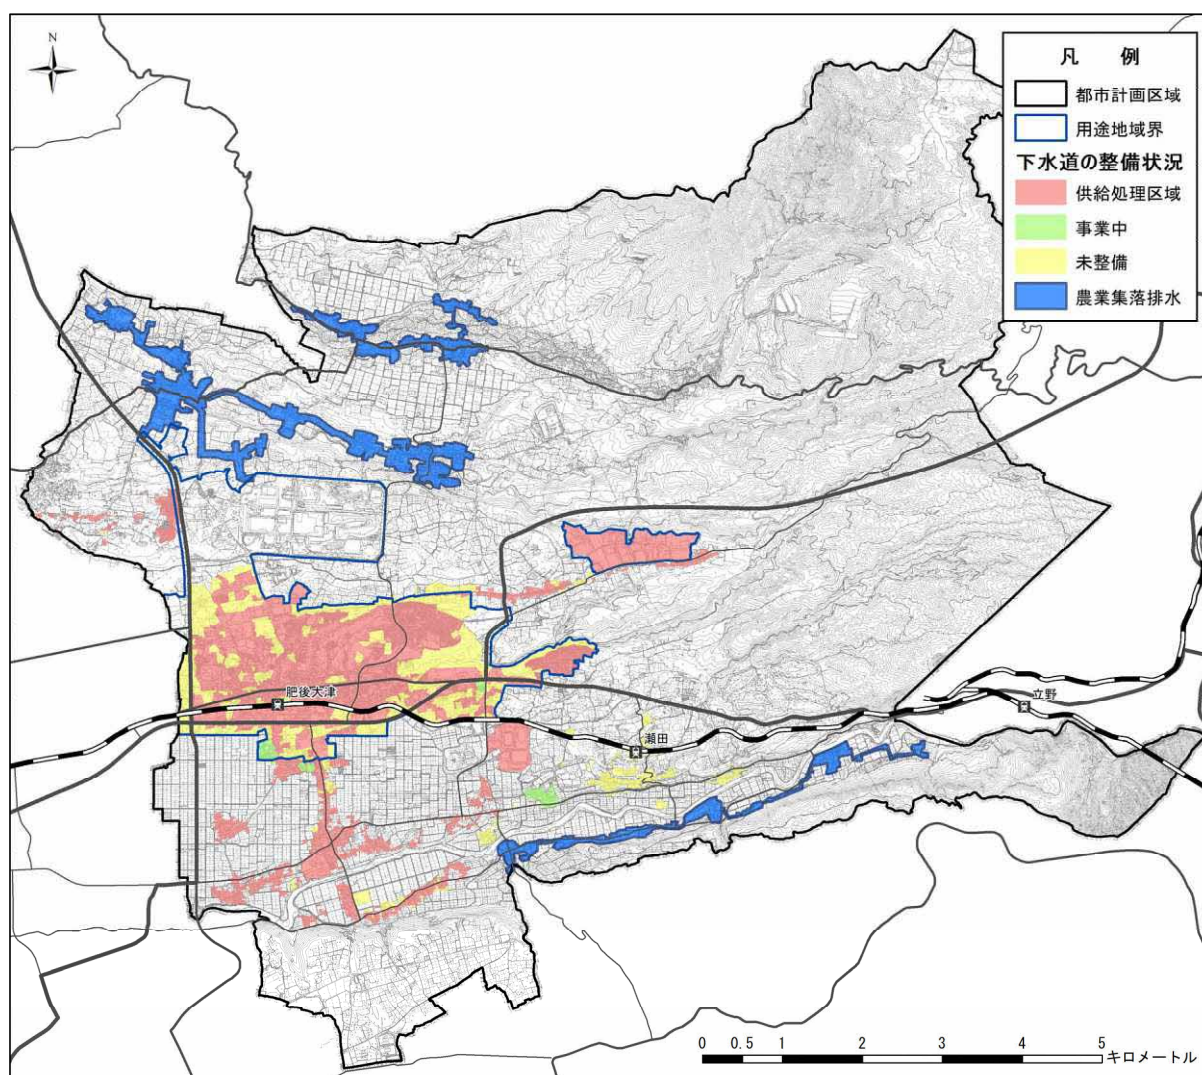 N
凡 例
都市計画区域
用途地域界
下水道の整備状況
供給処理区域
事業中
未整備
農業集落排水
肥後大津
瀬田
立野
0 0.5 1 2 3 4 5 キロメートル